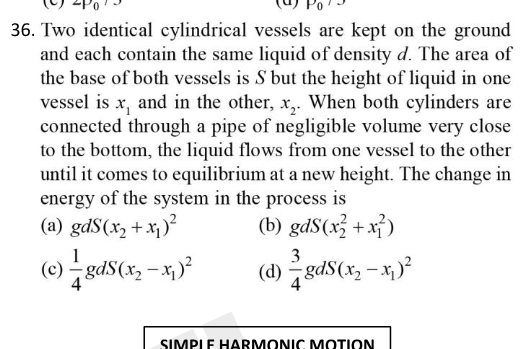 36. Two identical cylindrical vessels are kept on the ground
and each contain the same liquid of density d. The area of
the base of both vessels is S but the height of liquid in one
vessel is x₁ and in the other, x₂. When both cylinders are
connected through a pipe of negligible volume very close
to the bottom, the liquid flows from one vessel to the other
until it comes to equilibrium at a new height. The change in
energy of the system in the process is
(a) gdS(x₂ + x₁)² (b) gdS(x₂² + x₁²)
(c) 1/4 gdS(x₂ − x₁)² (d) 3/4 gdS(x₂ − x₁)²
SIMPLE HARMONIC MOTION